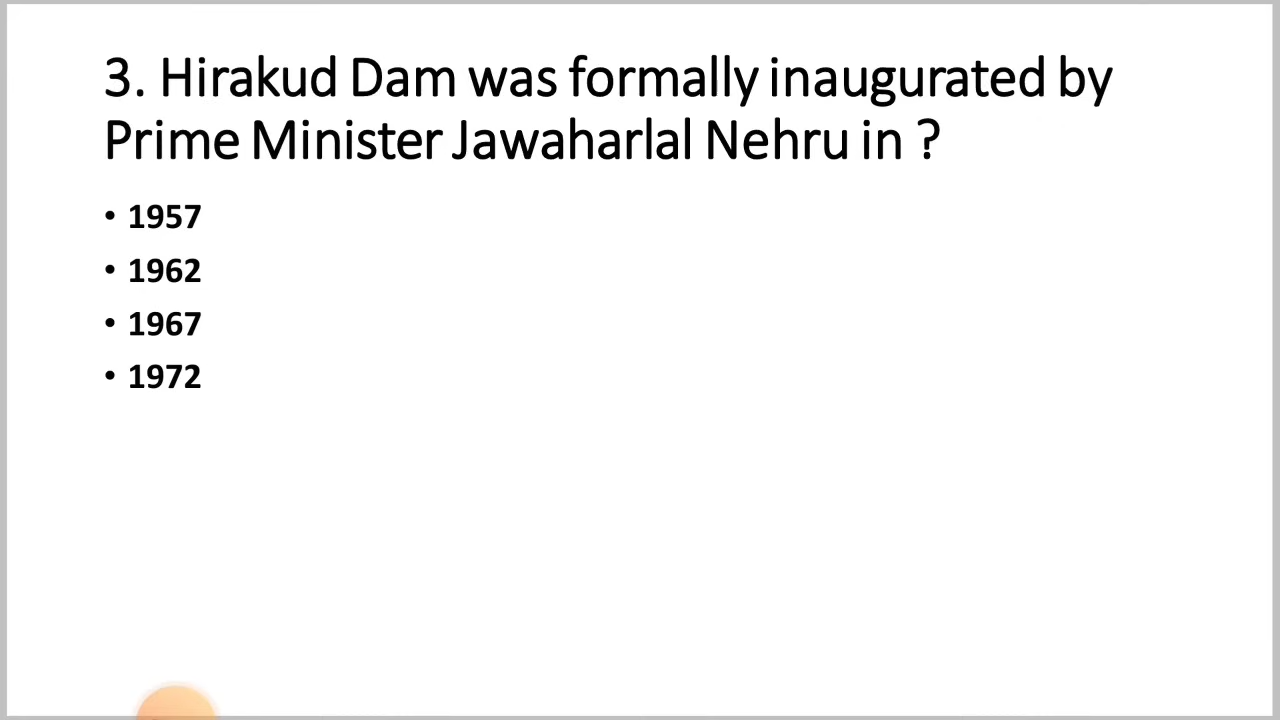 3. Hirakud Dam was formally inaugurated by
Prime Minister Jawaharlal Nehru in ?
• 1957
• 1962
• 1967
• 1972